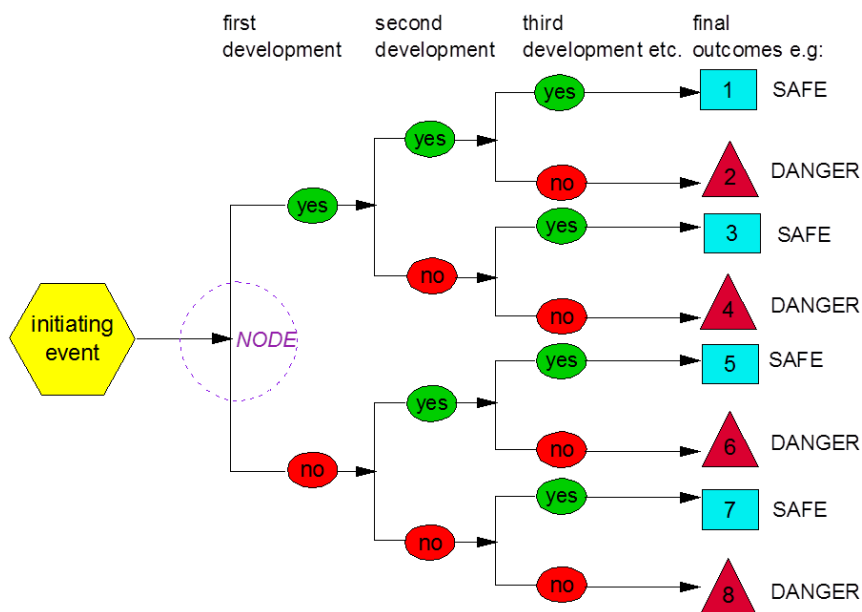 first development
second development
third development etc.
final outcomes e.g:
initiating event
NODE
yes
no
yes
no
yes
no
yes
no
yes
no
yes
no
yes
no
1 SAFE
2 DANGER
3 SAFE
4 DANGER
5 SAFE
6 DANGER
7 SAFE
8 DANGER